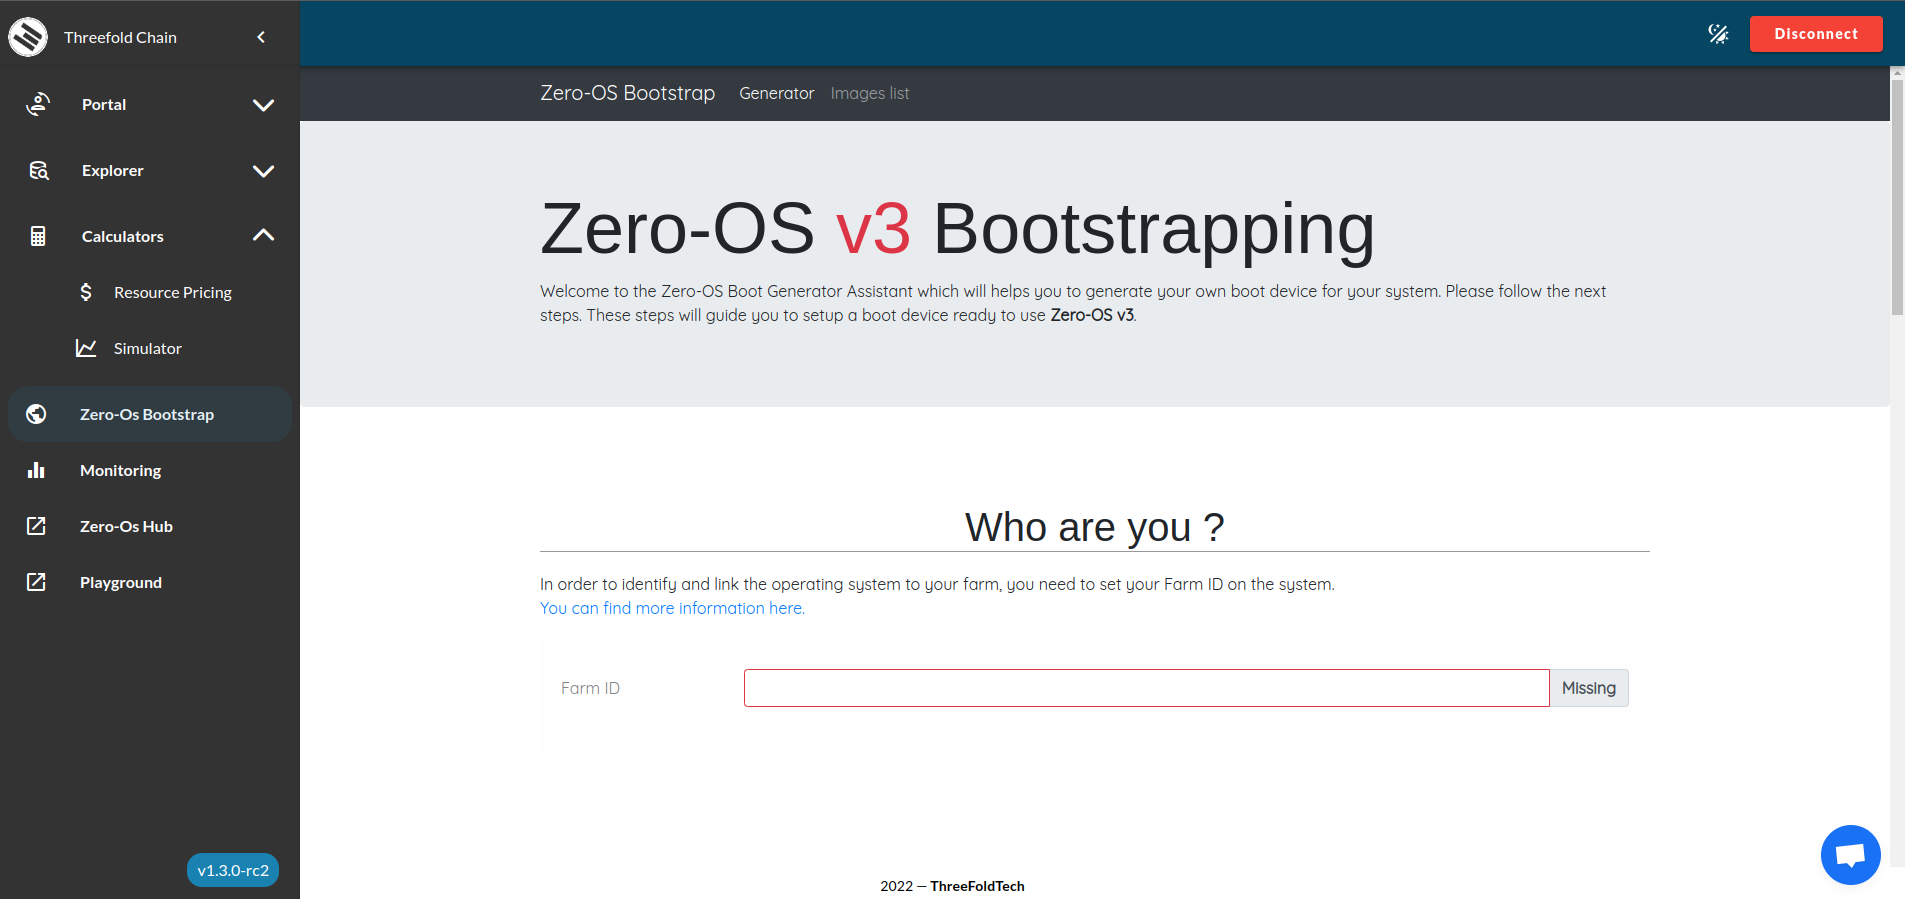 Threefold Chain
Disconnect
Portal
Explorer
Calculators
Resource Pricing
Simulator
Zero-Os Bootstrap
Monitoring
Zero-Os Hub
Playground
v1.3.0-rc2
Zero-OS Bootstrap Generator Images list
Zero-OS v3 Bootstrapping
Welcome to the Zero-OS Boot Generator Assistant which will helps you to generate your own boot device for your system. Please follow the next
steps. These steps will guide you to setup a boot device ready to use Zero-OS v3.
Who are you ?
In order to identify and link the operating system to your farm, you need to set your Farm ID on the system.
You can find more information here.
Farm ID
Missing
2022 — ThreeFoldTech